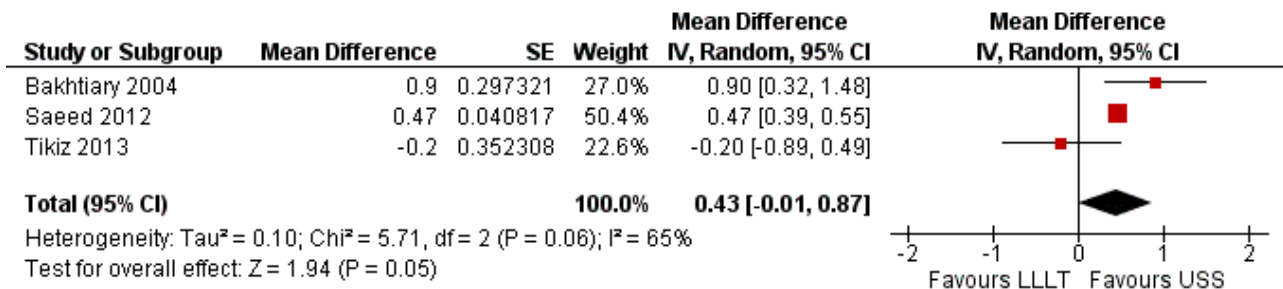 Mean Difference Mean Difference
Study or Subgroup Mean Difference SE Weight IV, Random, 95% CI IV, Random, 95% CI
Bakhtiary 2004 0.9 0.297321 27.0% 0.90 [0.32, 1.48]
Saeed 2012 0.47 0.040817 50.4% 0.47 [0.39, 0.55]
Tikiz 2013 -0.2 0.352308 22.6% -0.20 [-0.89, 0.49]
Total (95% CI) 100.0% 0.43 [-0.01, 0.87]
Heterogeneity: Tau² = 0.10; Chi² = 5.71, df = 2 (P = 0.06); I² = 65%
Test for overall effect: Z = 1.94 (P = 0.05)
-2 -1 0 1 2
Favours LLLT Favours USS